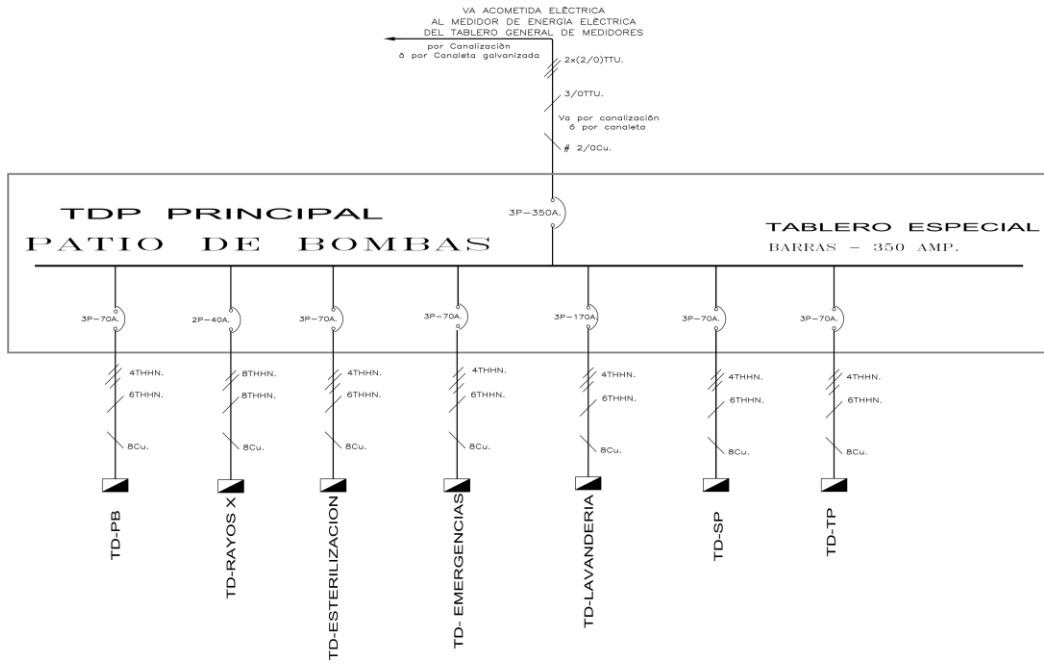 VA ACOMETIDA ELÉCTRICA
AL MEDIDOR DE ENERGÍA ELÉCTRICA
DEL TABLERO GENERAL DE MEDIDORES
por Canalización
ó por Canaleta galvanizada
2x(2/0)TTU.
3/0TTU.
Va por canalización
ó por canaleta
# 2/0Cu.
TDP PRINCIPAL
PATIO DE BOMBAS
3P-350A.
TABLERO ESPECIAL
BARRAS - 350 AMP.
3P-70A.
2P-40A.
3P-70A.
3P-70A.
3P-170A.
3P-70A.
3P-70A.
4THHN.
8THHN.
4THHN.
4THHN.
4THHN.
4THHN.
4THHN.
6THHN.
8THHN.
6THHN.
6THHN.
6THHN.
6THHN.
6THHN.
8Cu.
8Cu.
8Cu.
8Cu.
8Cu.
8Cu.
8Cu.
TD-PB
TD-RAYOS X
TD-ESTERILIZACION
TD- EMERGENCIAS
TD-LAVANDERIA
TD-SP
TD-TP